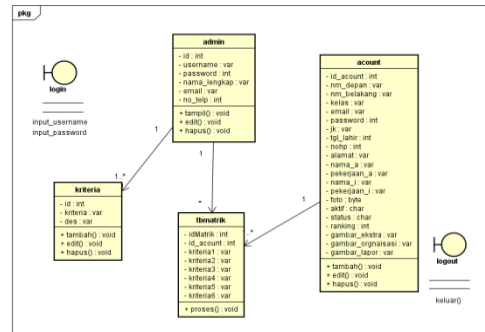 pkg
login
input_username
input_password
admin
- id : int
- username : var
- password : int
- nama_lengkap : var
- email : var
- no_telp : int
+ tampil() : void
+ edit() : void
+ hapus() : void
1
1
1..*
*
kriteria
- id : int
- kriteria : var
- des : var
+ tambah() : void
+ edit() : void
+ hapus() : void
tbmatrik
- idMatrik : int
- id_acount : int
- kriteria1 : var
- kriteria2 : var
- kriteria3 : var
- kriteria4 : var
- kriteria5 : var
- kriteria6 : var
+ proses() : void
1
..*
acount
- id_acount : int
- nm_depan : var
- nm_belakang : var
- kelas : var
- email : var
- password : int
- jk : var
- tgl_lahir : int
- nohp : int
- alamat : var
- nama_a : var
- pekerjaan_a : var
- nama_i : var
- pekerjaan_i : var
- foto : byte
- aktif : char
- status : char
- ranking : int
- gambar_ekstra : var
- gambar_orgnaisasi : var
- gambar_lapor : var
+ tambah() : void
+ edit() : void
+ hapus() : void
logout
keluar()